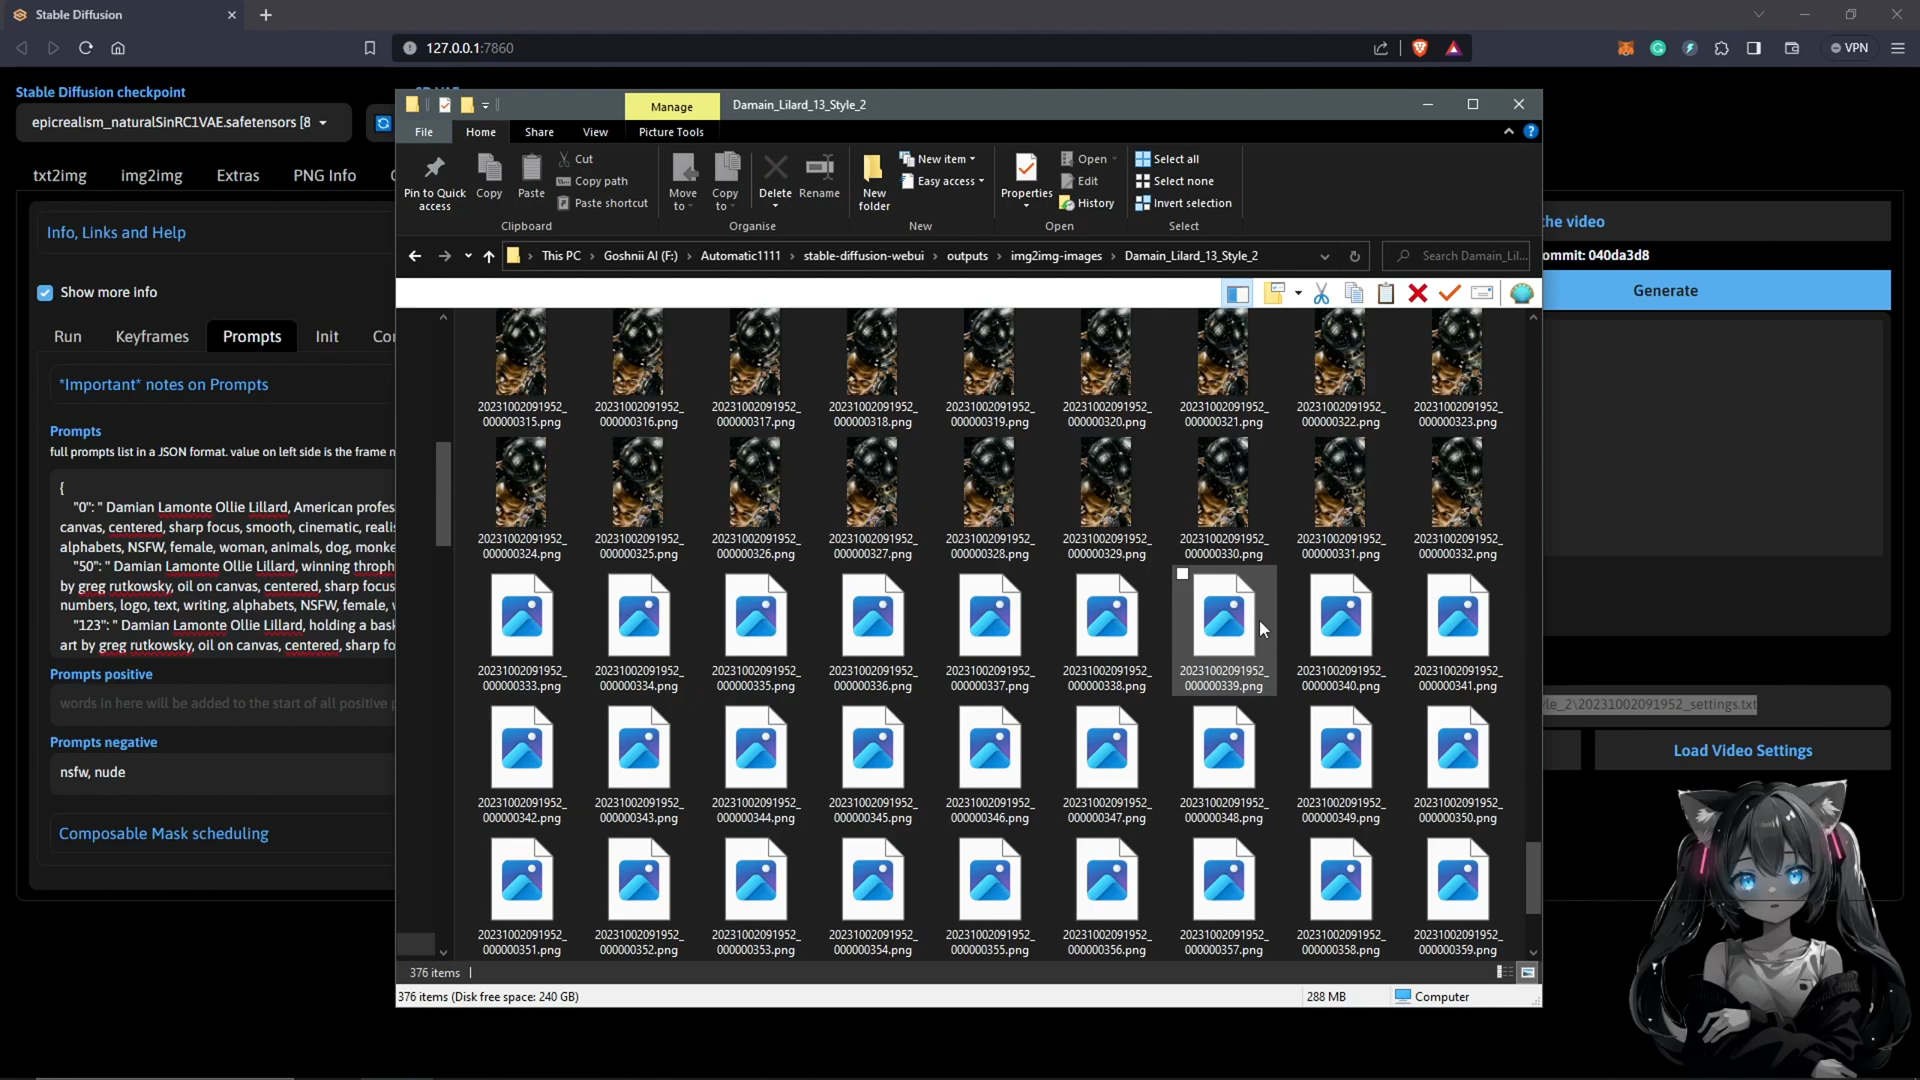 Stable Diffusion
127.0.0.1:7860
VPN
Stable Diffusion checkpoint
epicrealism_naturalSinRC1VAE.safetensors [8
txt2img
img2img
Extras
PNG Info
Info, Links and Help
Show more info
Run
Keyframes
Prompts
Init
*Important* notes on Prompts
Prompts
full prompts list in a JSON format. value on left side is the frame n
{
"0": " Damian Lamonte Ollie Lillard, American profes
canvas, centered, sharp focus, smooth, cinematic, reali
alphabets, NSFW, female, woman, animals, dog, monke
"50": " Damian Lamonte Ollie Lillard, winning throph
by greg rutkowsky, oil on canvas, centered, sharp focus
numbers, logo, text, writing, alphabets, NSFW, female,
"123": " Damian Lamonte Ollie Lillard, holding a bask
art by greg rutkowsky, oil on canvas, centered, sharp fo
Prompts positive
words in here will be added to the start of all positive
Prompts negative
nsfw, nude
Composable Mask scheduling
Manage
Damain_Lilard_13_Style_2
File
Home
Share
View
Picture Tools
Pin to Quick access
Copy
Paste
Cut
Copy path
Paste shortcut
Clipboard
Move to
Copy to
Delete
Rename
Organise
New folder
New item
Easy access
New
Properties
Open
Edit
History
Open
Select all
Select none
Invert selection
Select
This PC
Goshnii AI (F:)
Automatic1111
stable-diffusion-webui
outputs
img2img-images
Damain_Lilard_13_Style_2
Search Damain_Lil...
20231002091952_000000315.png
20231002091952_000000316.png
20231002091952_000000317.png
20231002091952_000000318.png
20231002091952_000000319.png
20231002091952_000000320.png
20231002091952_000000321.png
20231002091952_000000322.png
20231002091952_000000323.png
20231002091952_000000324.png
20231002091952_000000325.png
20231002091952_000000326.png
20231002091952_000000327.png
20231002091952_000000328.png
20231002091952_000000329.png
20231002091952_000000330.png
20231002091952_000000331.png
20231002091952_000000332.png
20231002091952_000000333.png
20231002091952_000000334.png
20231002091952_000000335.png
20231002091952_000000336.png
20231002091952_000000337.png
20231002091952_000000338.png
20231002091952_000000339.png
20231002091952_000000340.png
20231002091952_000000341.png
20231002091952_000000342.png
20231002091952_000000343.png
20231002091952_000000344.png
20231002091952_000000345.png
20231002091952_000000346.png
20231002091952_000000347.png
20231002091952_000000348.png
20231002091952_000000349.png
20231002091952_000000350.png
20231002091952_000000351.png
20231002091952_000000352.png
20231002091952_000000353.png
20231002091952_000000354.png
20231002091952_000000355.png
20231002091952_000000356.png
20231002091952_000000357.png
20231002091952_000000358.png
20231002091952_000000359.png
376 items
376 items (Disk free space: 240 GB)
288 MB
Computer
the video
ommit: 040da3d8
Generate
le_2\20231002091952_settings.txt
Load Video Settings